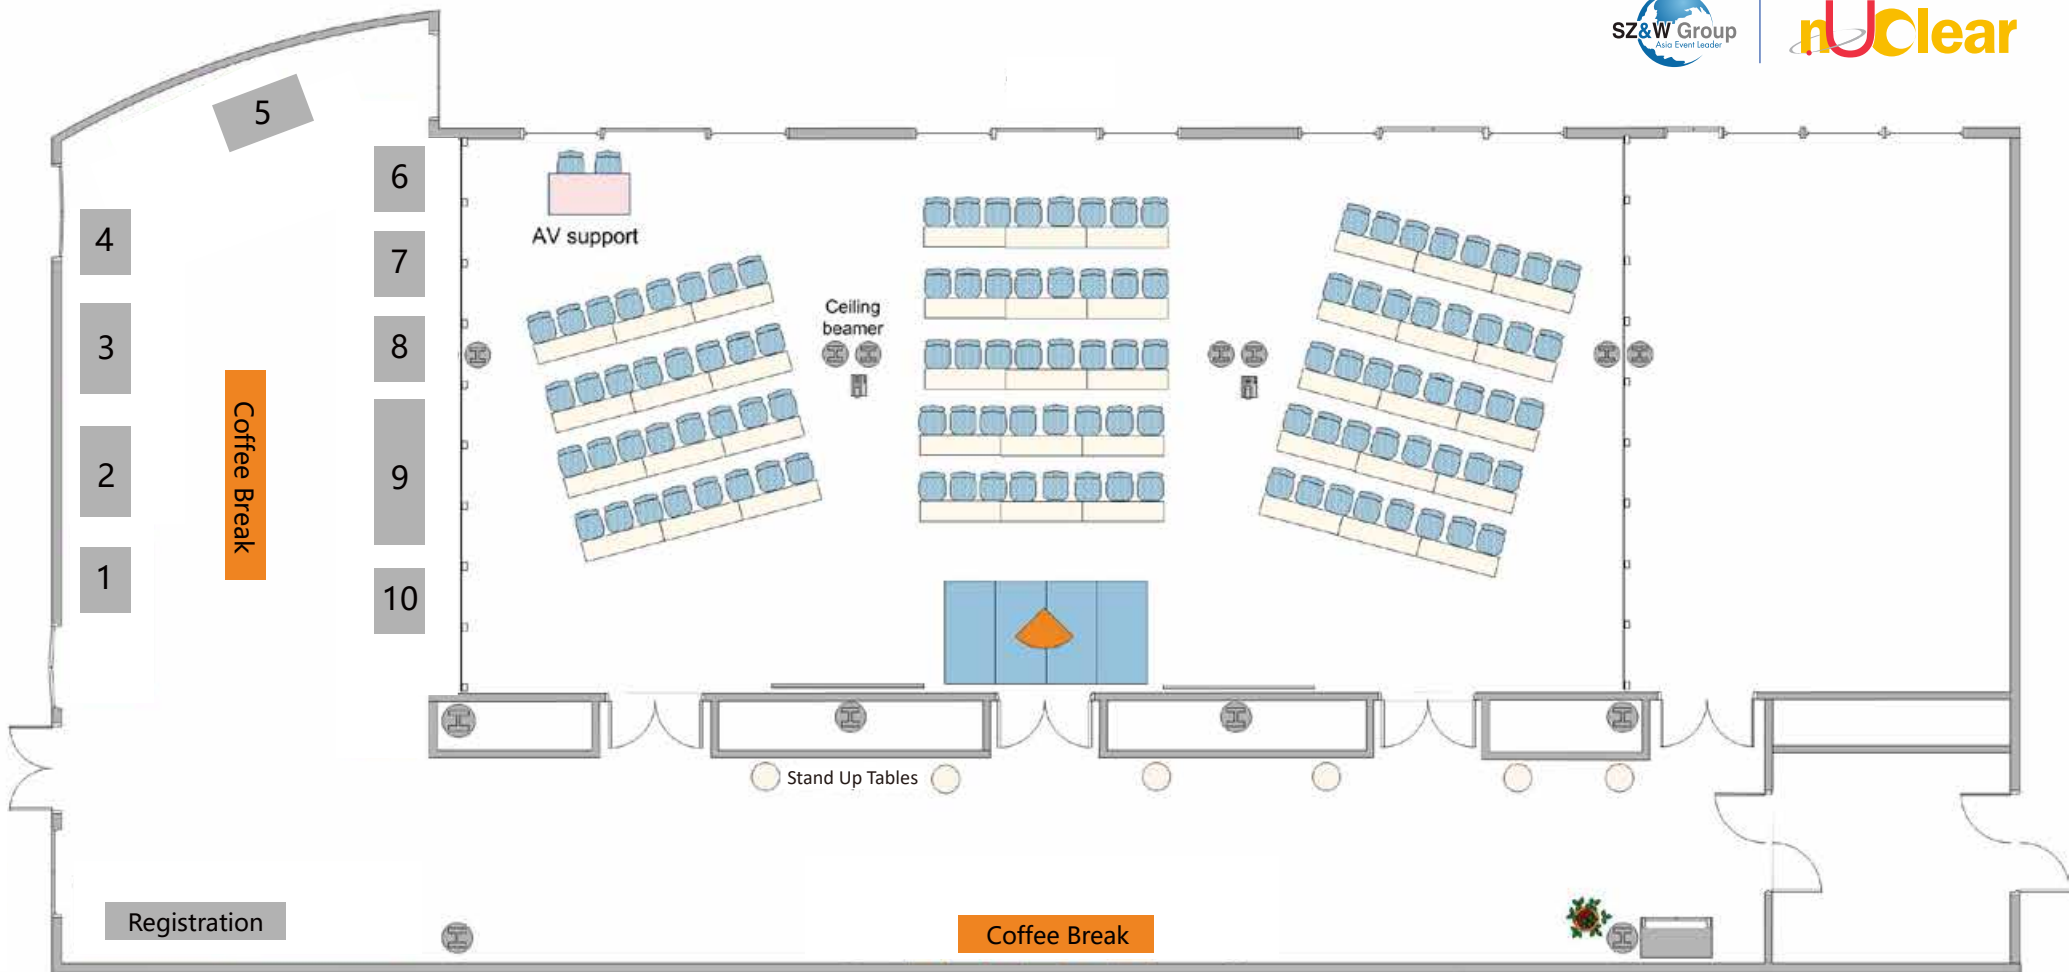 SZ&W Group
Asia Event Leader
nUclear
5
6
AV support
4
7
Ceiling
beamer
3
8
Coffee Break
2
9
1
10
Stand Up Tables
Registration
Coffee Break